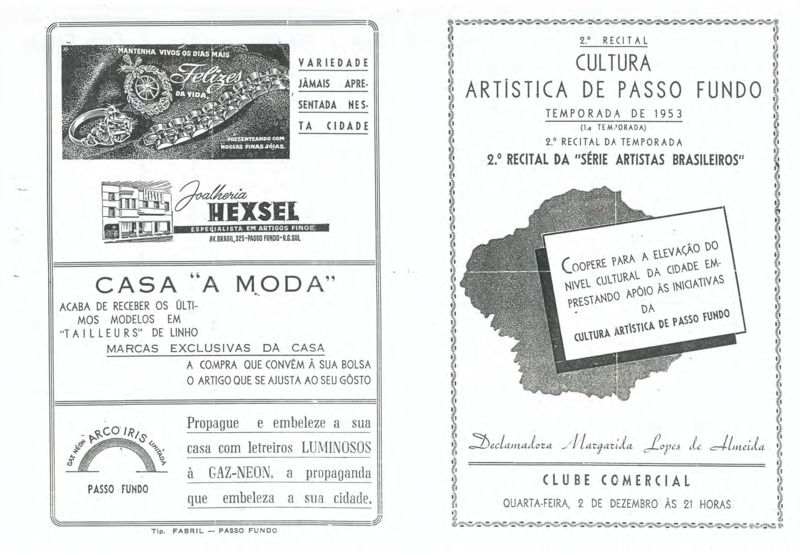 MANTENHA VIVOS OS DIAS MAIS
Felizes
DA VIDA,
PRESENTEANDO COM
NOSSAS FINAS JÓIAS.
VARIEDADE
JÀMAIS APRE-
SENTADA NES-
TA CIDADE
HEXSEL
Joalheria
HEXSEL
ESPECIALISTA EM ARTIGOS FINOS
AV. BRASIL, 325-PASSO FUNDO-R.G.SUL
CASA "A MODA"
ACABA DE RECEBER OS ÚLTI-
MOS MODELOS EM
"TAILLEURS" DE LINHO
MARCAS EXCLUSIVAS DA CASA
A COMPRA QUE CONVÉM À SUA BOLSA
O ARTIGO QUE SE AJUSTA AO SEU GÔSTO
GAZ NÉON ARCO IRIS LIMITADA
PASSO FUNDO
Propague e embeleze a sua
casa com letreiros LUMINOSOS
à GAZ-NEON, a propaganda
que embeleza a sua cidade.
Tip. FABRIL — PASSO FUNDO
2.º RECITAL
CULTURA
ARTÍSTICA DE PASSO FUNDO
TEMPORADA DE 1953
(1.a TEMPORADA)
2.º RECITAL DA TEMPORADA
2.º RECITAL DA "SÉRIE ARTISTAS BRASILEIROS"
COOPERE PARA A ELEVAÇÃO DO
NIVEL CULTURAL DA CIDADE EM-
PRESTANDO APÔIO ÀS INICIATIVAS
DA
CULTURA ARTÍSTICA DE PASSO FUNDO
Declamadora Margarida Lopes de Almeida
CLUBE COMERCIAL
QUARTA-FEIRA, 2 DE DEZEMBRO ÀS 21 HORAS